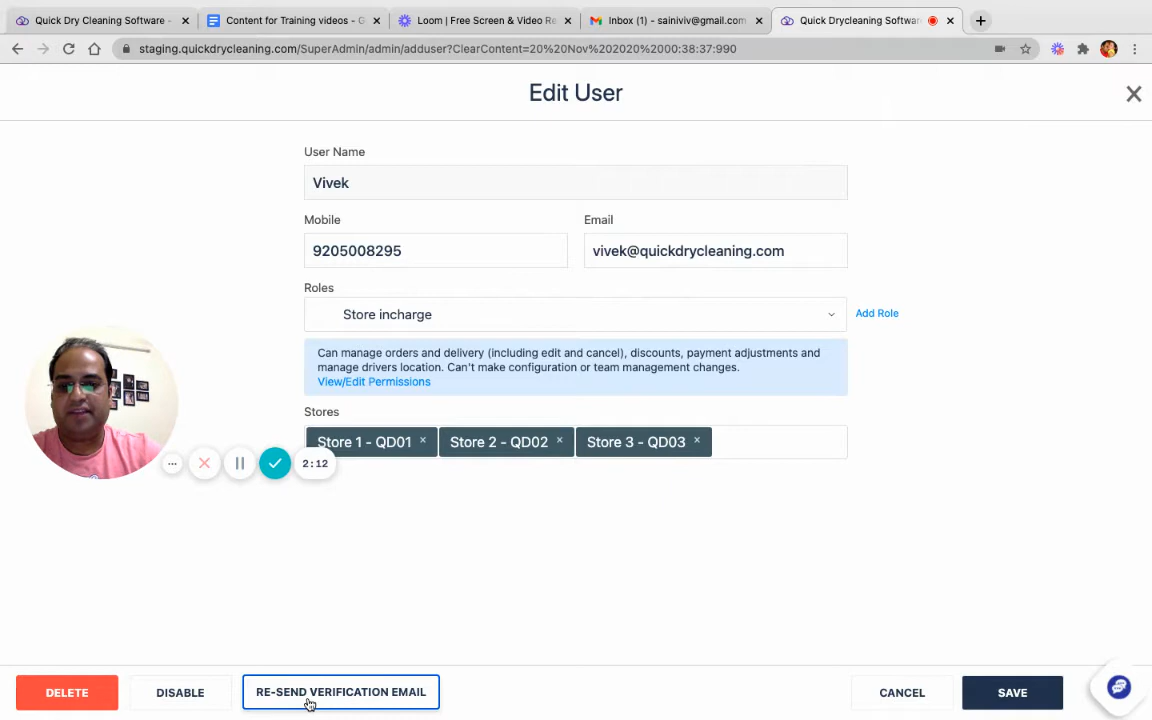 Quick Dry Cleaning Software -
Content for Training videos - G
Loom | Free Screen & Video Re
Inbox (1) - sainiviv@gmail.com
Quick Drycleaning Software
staging.quickdrycleaning.com/SuperAdmin/admin/adduser?ClearContent=20%20Nov%202020%2000:38:37:990
Edit User
User Name
Vivek
Mobile
Email
9205008295
vivek@quickdrycleaning.com
Roles
Store incharge
Add Role
Can manage orders and delivery (including edit and cancel), discounts, payment adjustments and
manage drivers location. Can't make configuration or team management changes.
View/Edit Permissions
Stores
Store 1 - QD01 ×
Store 2 - QD02 ×
Store 3 - QD03 ×
2:12
DELETE
DISABLE
RE-SEND VERIFICATION EMAIL
CANCEL
SAVE